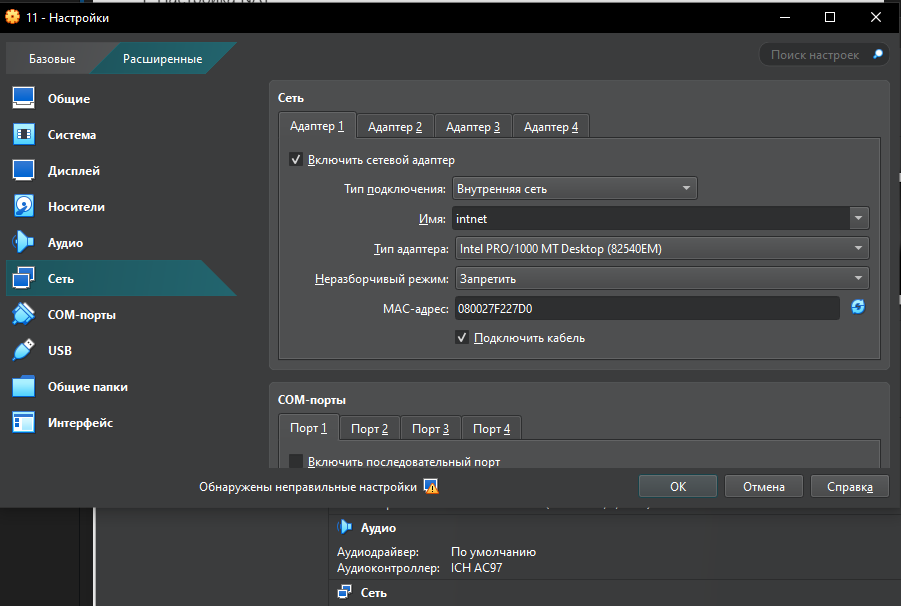 11 - Настройки
Базовые
Расширенные
Поиск настроек
Общие
Система
Дисплей
Носители
Аудио
Сеть
COM-порты
USB
Общие папки
Интерфейс
Сеть
Адаптер 1
Адаптер 2
Адаптер 3
Адаптер 4
Включить сетевой адаптер
Тип подключения: Внутренняя сеть
Имя: intnet
Тип адаптера: Intel PRO/1000 MT Desktop (82540EM)
Неразборчивый режим: Запретить
MAC-адрес: 080027F227D0
Подключить кабель
COM-порты
Порт 1
Порт 2
Порт 3
Порт 4
Включить последовательный порт
Обнаружены неправильные настройки
OK
Отмена
Справка
Аудио
Аудиодрайвер: По умолчанию
Аудиоконтроллер: ICH AC97
Сеть